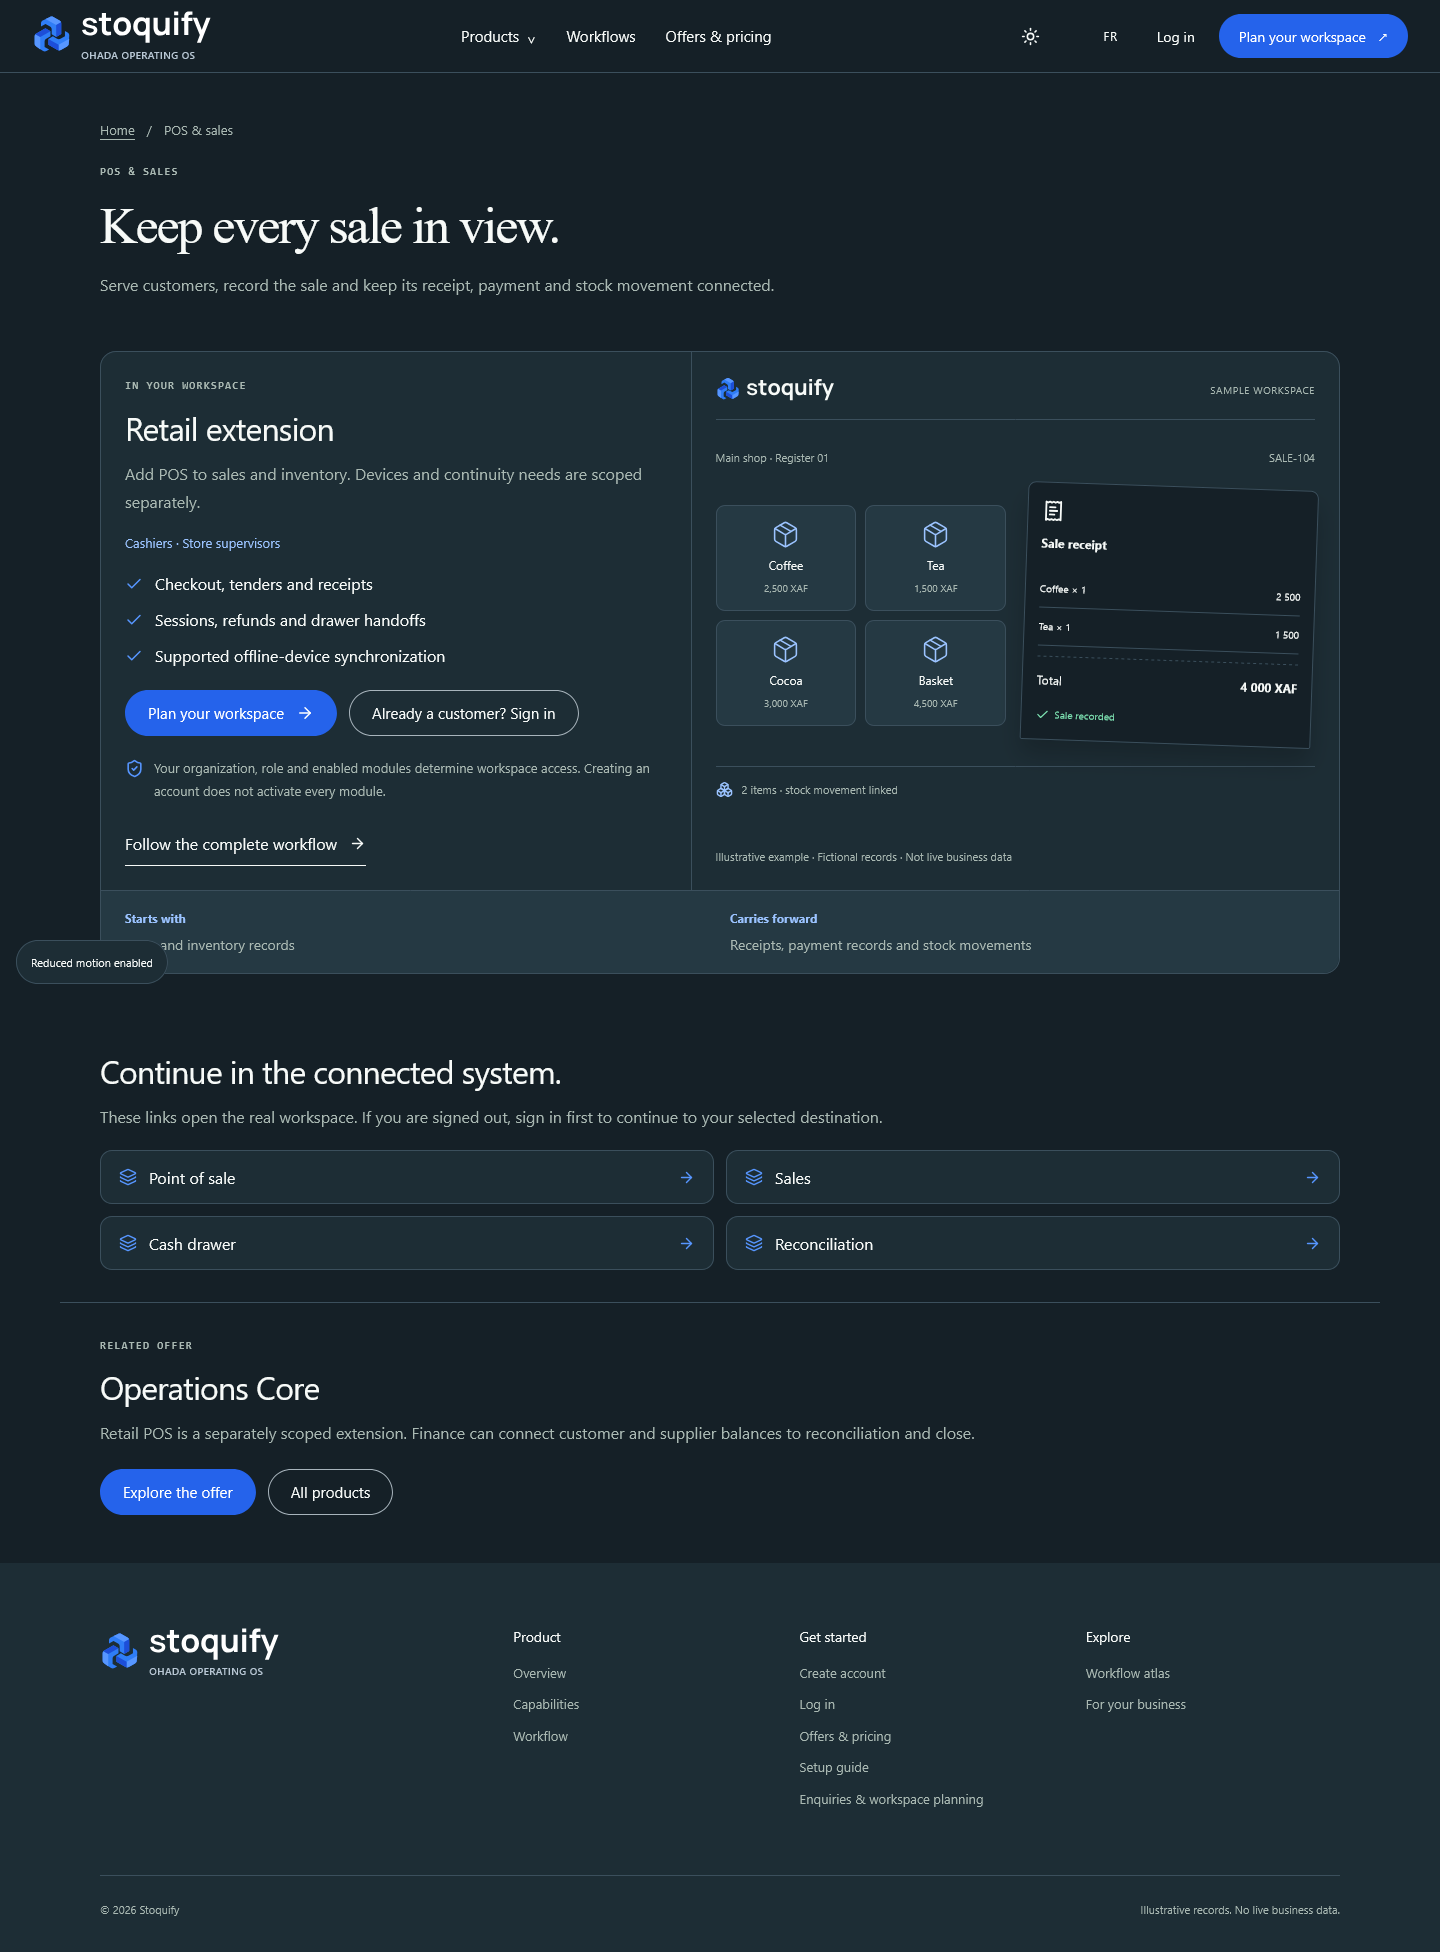 stoquify
OHADA OPERATING OS
Products
Workflows
Offers & pricing
FR
Log in
Plan your workspace ↗
Home / POS & sales
POS & SALES
Keep every sale in view.
Serve customers, record the sale and keep its receipt, payment and stock movement connected.
IN YOUR WORKSPACE
Retail extension
Add POS to sales and inventory. Devices and continuity needs are scoped
separately.
Cashiers · Store supervisors
Checkout, tenders and receipts
Sessions, refunds and drawer handoffs
Supported offline-device synchronization
Plan your workspace →
Already a customer? Sign in
Your organization, role and enabled modules determine workspace access. Creating an
account does not activate every module.
Follow the complete workflow →
stoquify
SAMPLE WORKSPACE
Main shop · Register 01
SALE-104
Coffee
2,500 XAF
Tea
1,500 XAF
Cocoa
3,000 XAF
Basket
4,500 XAF
Sale receipt
Coffee × 1 2 500
Tea × 1 1 500
Total 4 000 XAF
Sale recorded
2 items · stock movement linked
Illustrative example · Fictional records · Not live business data
Starts with
and inventory records
Carries forward
Receipts, payment records and stock movements
Reduced motion enabled
Continue in the connected system.
These links open the real workspace. If you are signed out, sign in first to continue to your selected destination.
Point of sale →
Sales →
Cash drawer →
Reconciliation →
RELATED OFFER
Operations Core
Retail POS is a separately scoped extension. Finance can connect customer and supplier balances to reconciliation and close.
Explore the offer
All products
stoquify
OHADA OPERATING OS
Product
Overview
Capabilities
Workflow
Get started
Create account
Log in
Offers & pricing
Setup guide
Enquiries & workspace planning
Explore
Workflow atlas
For your business
© 2026 Stoquify
Illustrative records. No live business data.